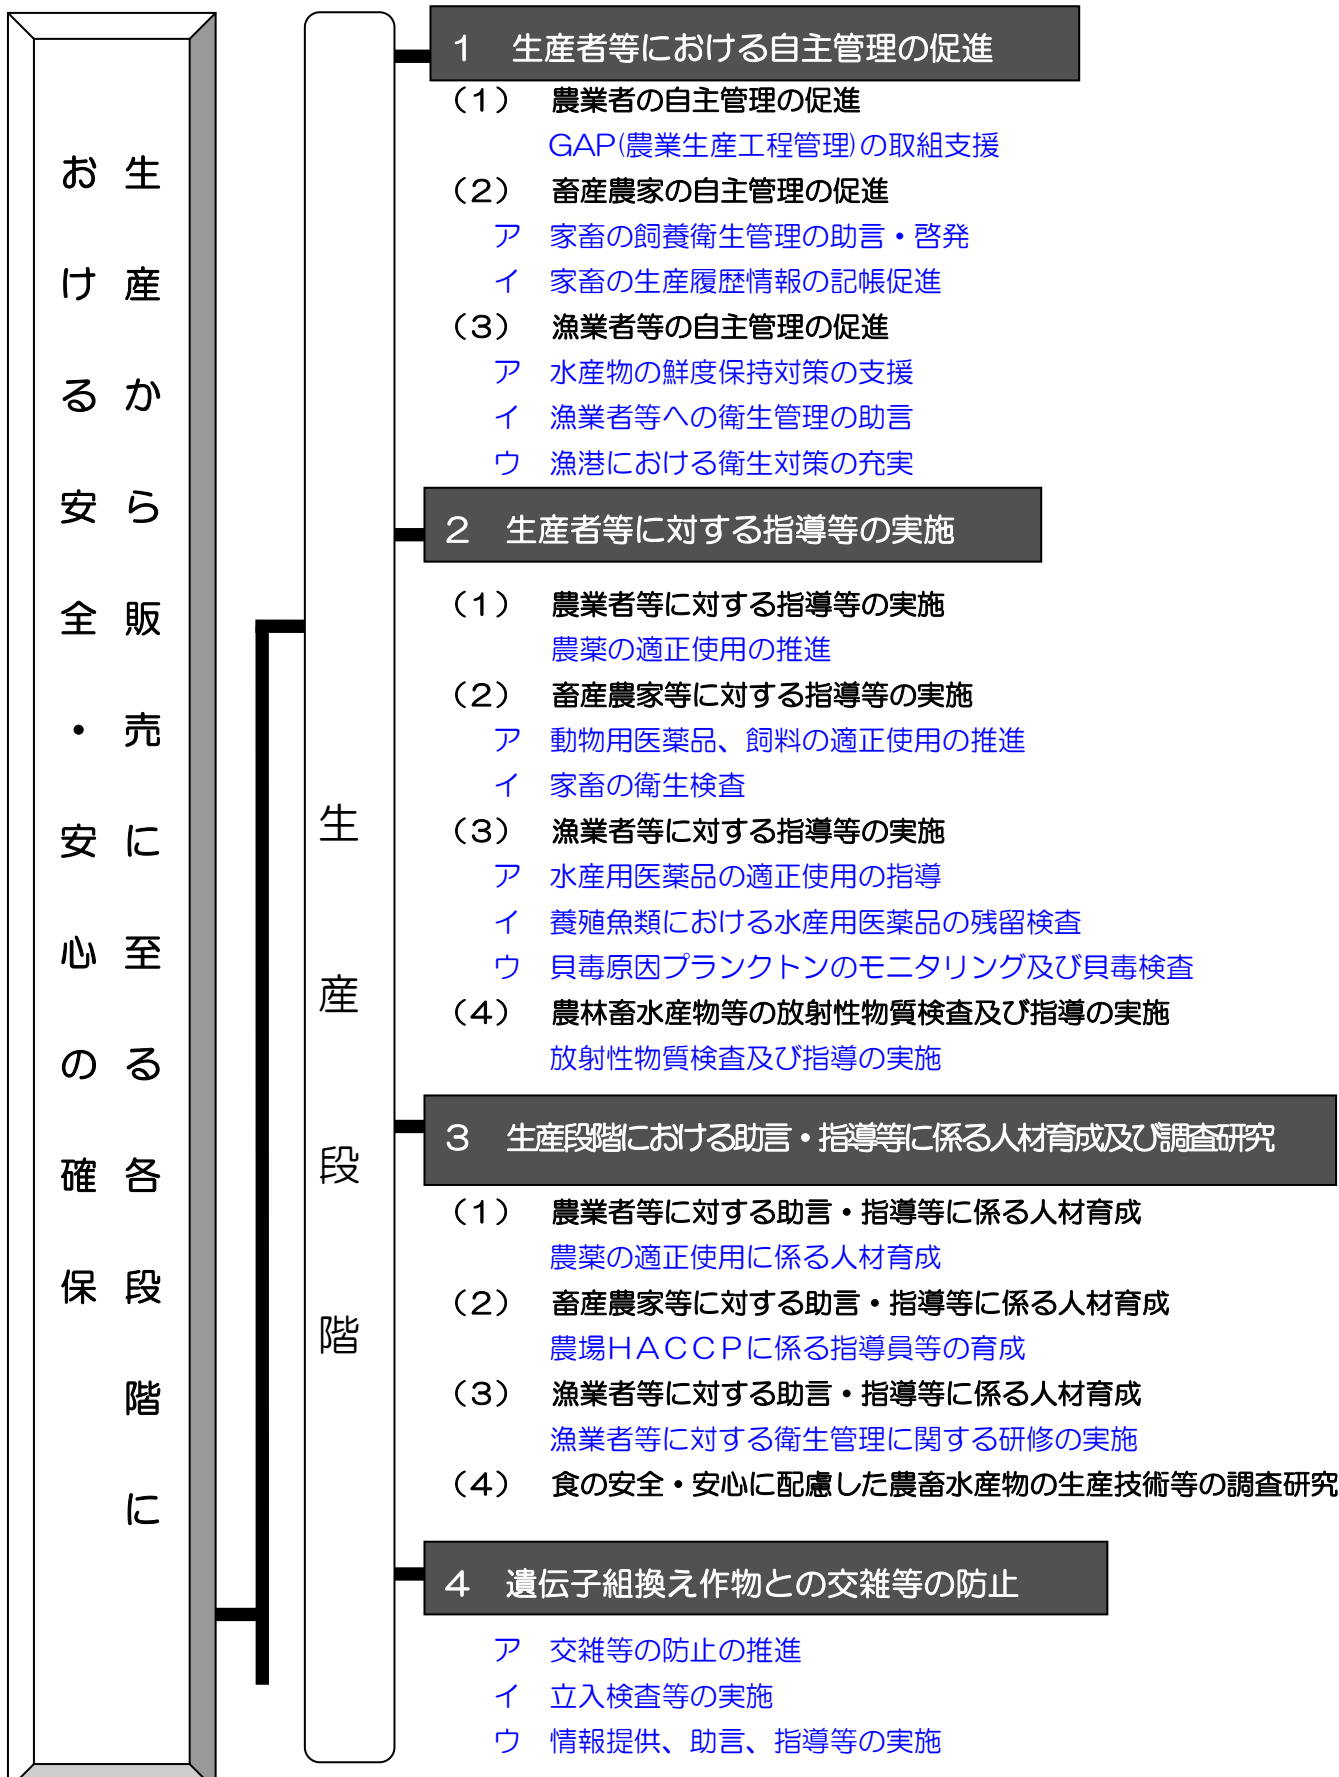 生産から販売に至る各段階に
おける安全・安心の確保
生産段階
１　生産者等における自主管理の促進
（１）　農業者の自主管理の促進
GAP(農業生産工程管理)の取組支援
（２）　畜産農家の自主管理の促進
ア　家畜の飼養衛生管理の助言・啓発
イ　家畜の生産履歴情報の記帳促進
（３）　漁業者等の自主管理の促進
ア　水産物の鮮度保持対策の支援
イ　漁業者等への衛生管理の助言
ウ　漁港における衛生対策の充実
２　生産者等に対する指導等の実施
（１）　農業者等に対する指導等の実施
農薬の適正使用の推進
（２）　畜産農家等に対する指導等の実施
ア　動物用医薬品、飼料の適正使用の推進
イ　家畜の衛生検査
（３）　漁業者等に対する指導等の実施
ア　水産用医薬品の適正使用の指導
イ　養殖魚類における水産用医薬品の残留検査
ウ　貝毒原因プランクトンのモニタリング及び貝毒検査
（４）　農林畜水産物等の放射性物質検査及び指導の実施
放射性物質検査及び指導の実施
３　生産段階における助言・指導等に係る人材育成及び調査研究
（１）　農業者等に対する助言・指導等に係る人材育成
農薬の適正使用に係る人材育成
（２）　畜産農家等に対する助言・指導等に係る人材育成
農場ＨＡＣＣＰに係る指導員等の育成
（３）　漁業者等に対する助言・指導等に係る人材育成
漁業者等に対する衛生管理に関する研修の実施
（４）　食の安全・安心に配慮した農畜水産物の生産技術等の調査研究
４　遺伝子組換え作物との交雑等の防止
ア　交雑等の防止の推進
イ　立入検査等の実施
ウ　情報提供、助言、指導等の実施